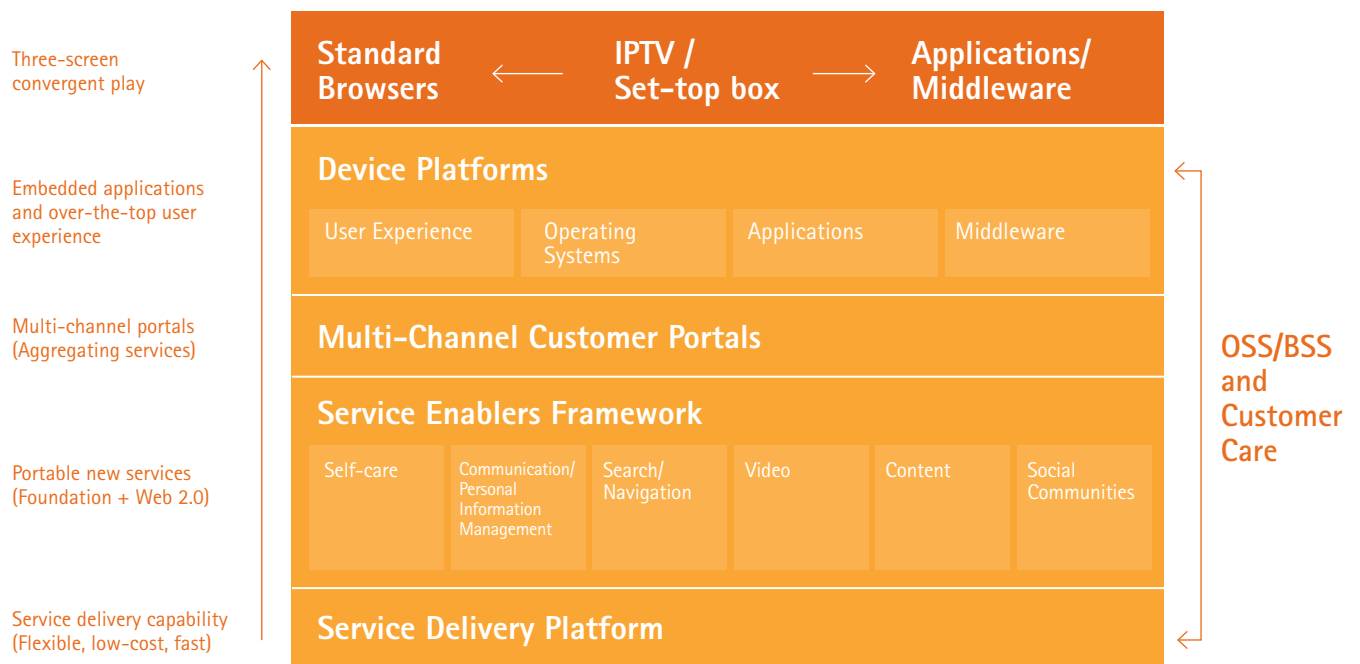 Three-screen
convergent play
Standard
Browsers
IPTV /
Set-top box
Applications/
Middleware
Embedded applications
and over-the-top user
experience
Device Platforms
User Experience
Operating
Systems
Applications
Middleware
Multi-channel portals
(Aggregating services)
Multi-Channel Customer Portals
OSS/BSS
and
Customer
Care
Portable new services
(Foundation + Web 2.0)
Service Enablers Framework
Self-care
Communication/
Personal
Information
Management
Search/
Navigation
Video
Content
Social
Communities
Service delivery capability
(Flexible, low-cost, fast)
Service Delivery Platform